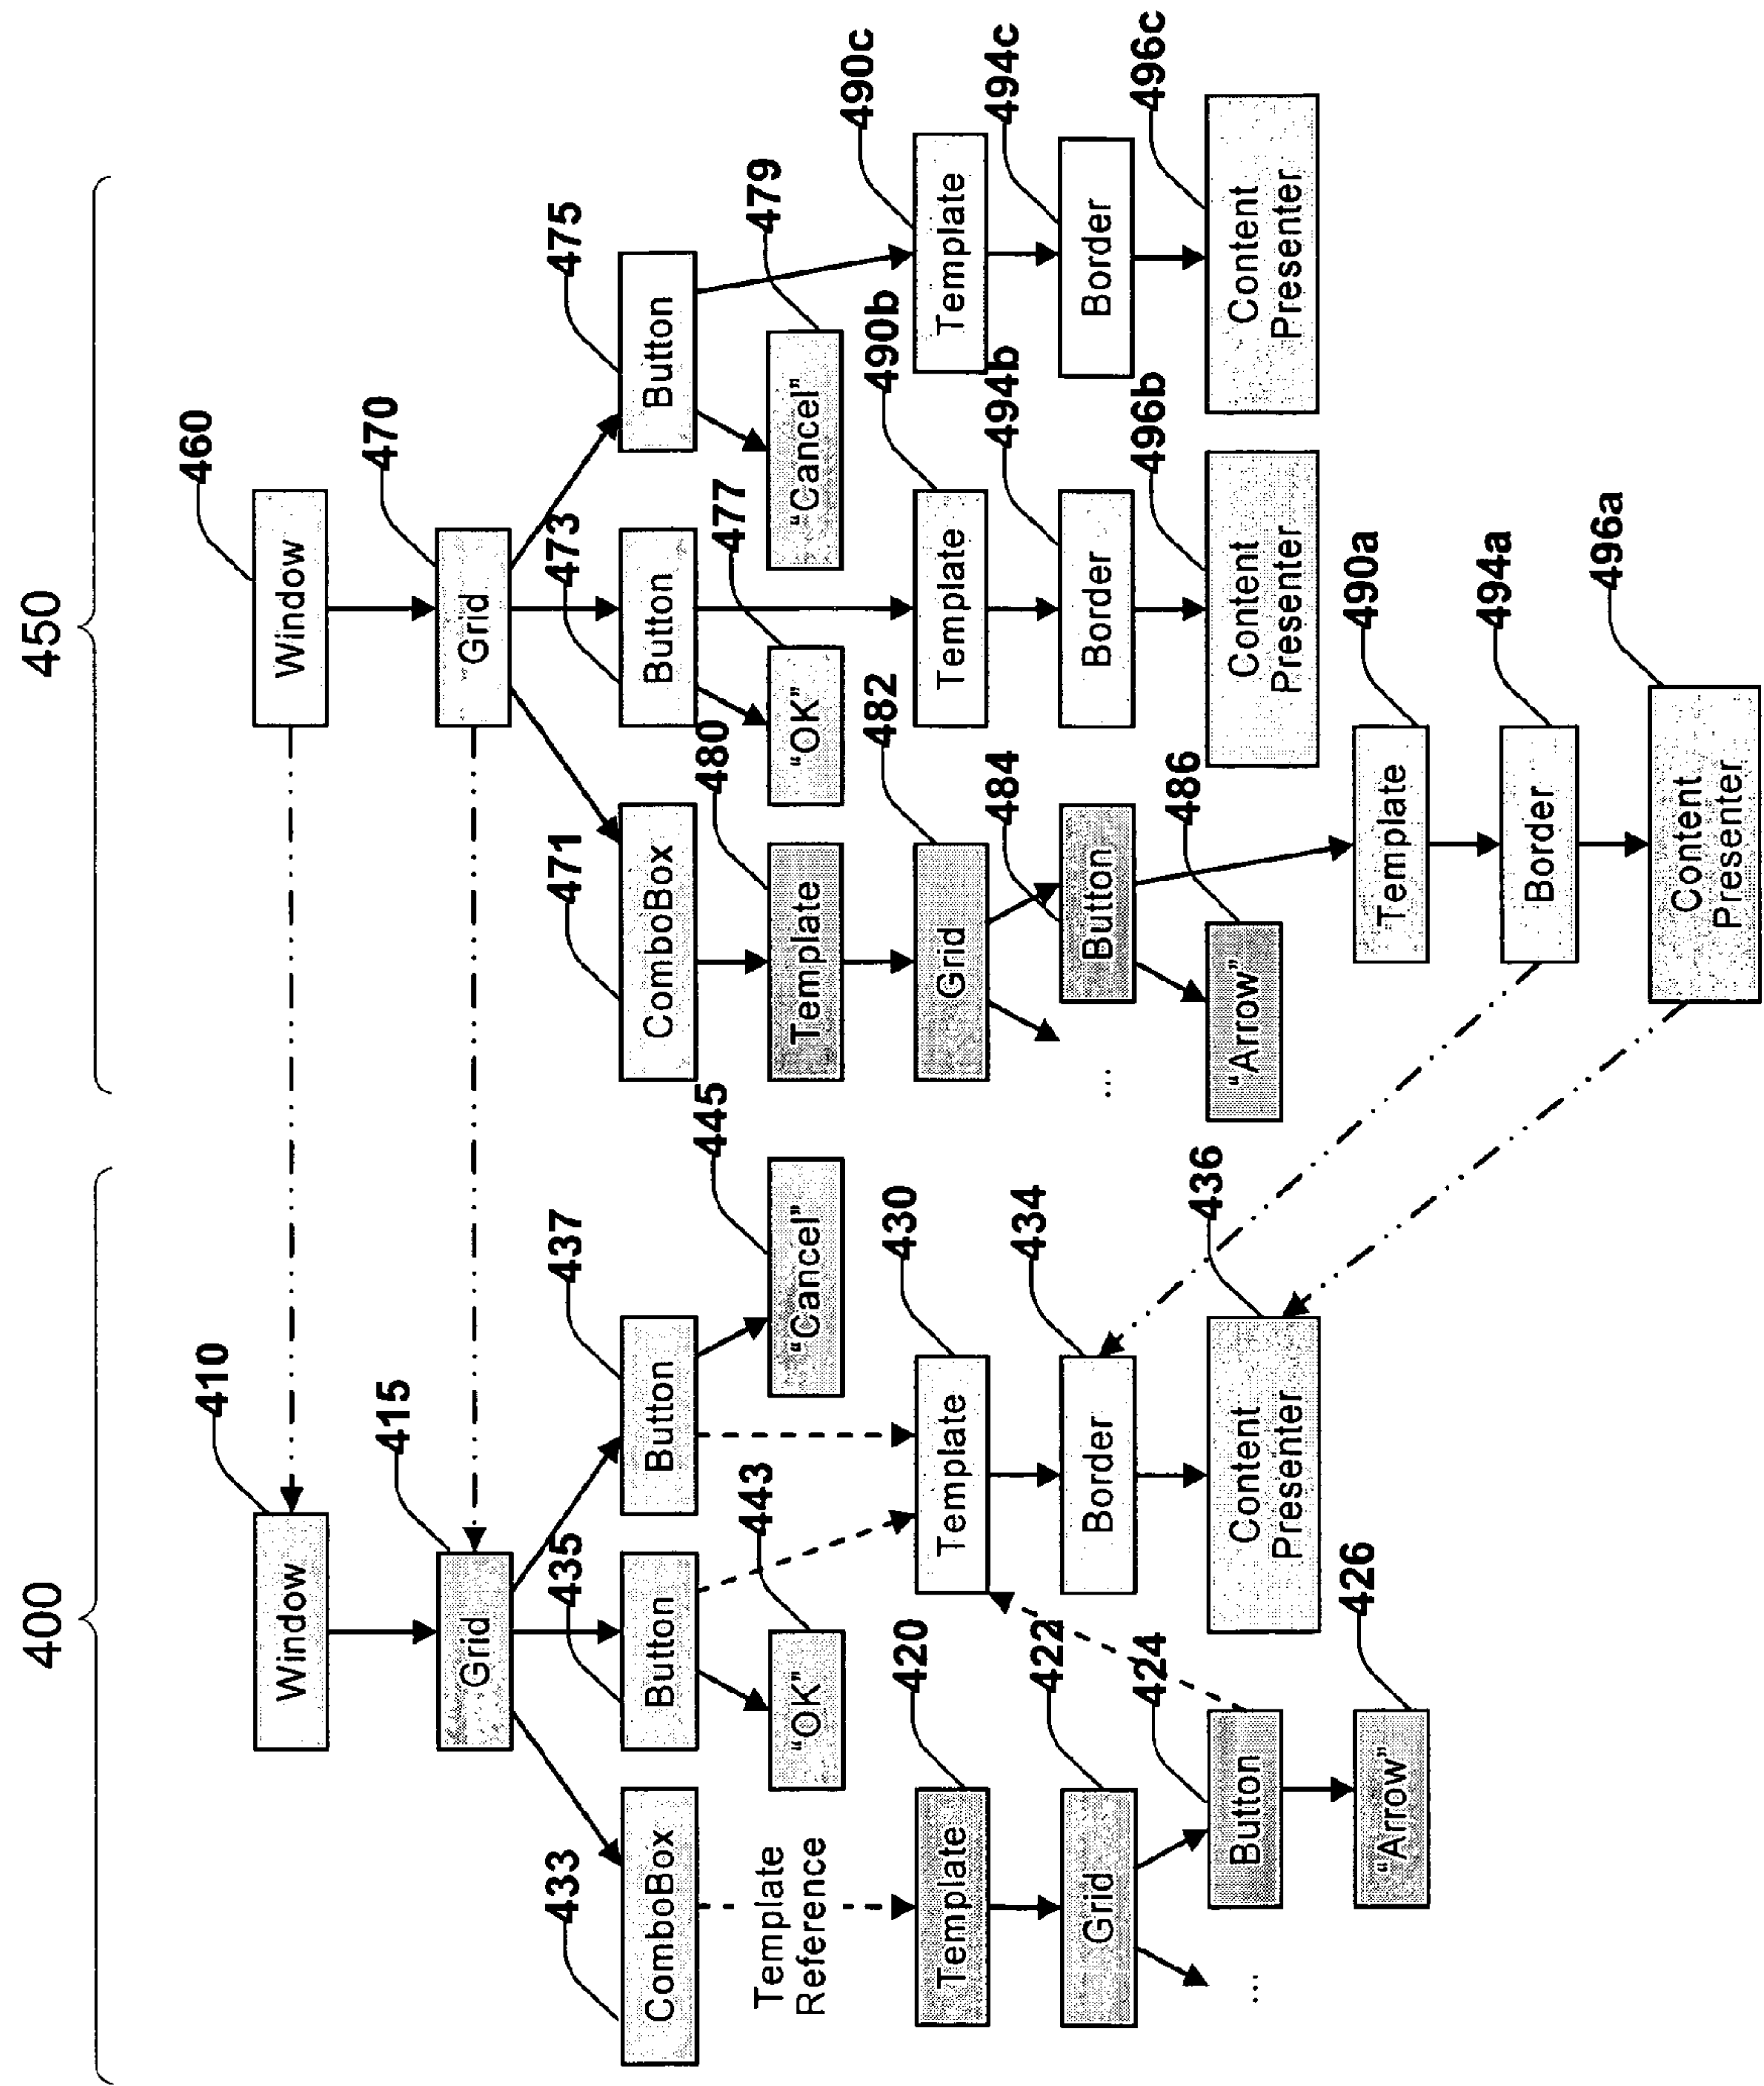 400
450
410
Window
460
Window
415
Grid
470
Grid
433
ComboBox
435
Button
437
Button
471
ComboBox
473
Button
475
Button
Template
Reference
443
"OK"
445
"Cancel"
480
Template
477
"OK"
479
"Cancel"
420
Template
430
Template
482
Grid
490b
Template
490c
Template
422
Grid
434
Border
...
484
Button
494b
Border
494c
Border
...
424
Button
436
Content
Presenter
486
"Arrow"
496b
Content
Presenter
496c
Content
Presenter
426
"Arrow"
490a
Template
494a
Border
496a
Content
Presenter